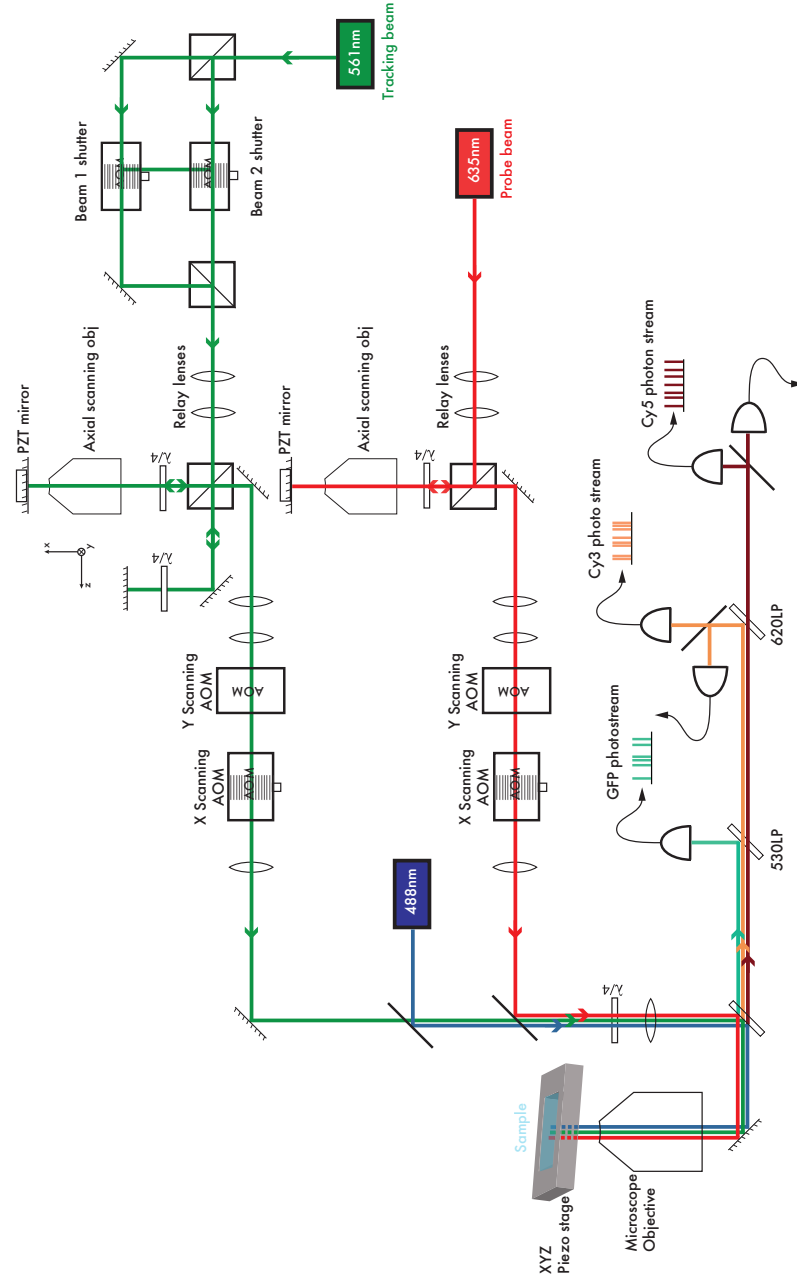 561nm
Tracking beam
Beam 1 shutter
AOM
AOM
Beam 2 shutter
635nm
Probe beam
PZT mirror
Axial scanning obj
λ/4
Relay lenses
x
y
z
λ/4
PZT mirror
Axial scanning obj
λ/4
Relay lenses
Y Scanning
AOM
AOM
X Scanning
AOM
AOM
Y Scanning
AOM
AOM
X Scanning
AOM
AOM
488nm
λ/4
Cy5 photon stream
Cy3 photo stream
620LP
GFP photostream
530LP
Sample
XYZ
Piezo stage
Microscope
Objective